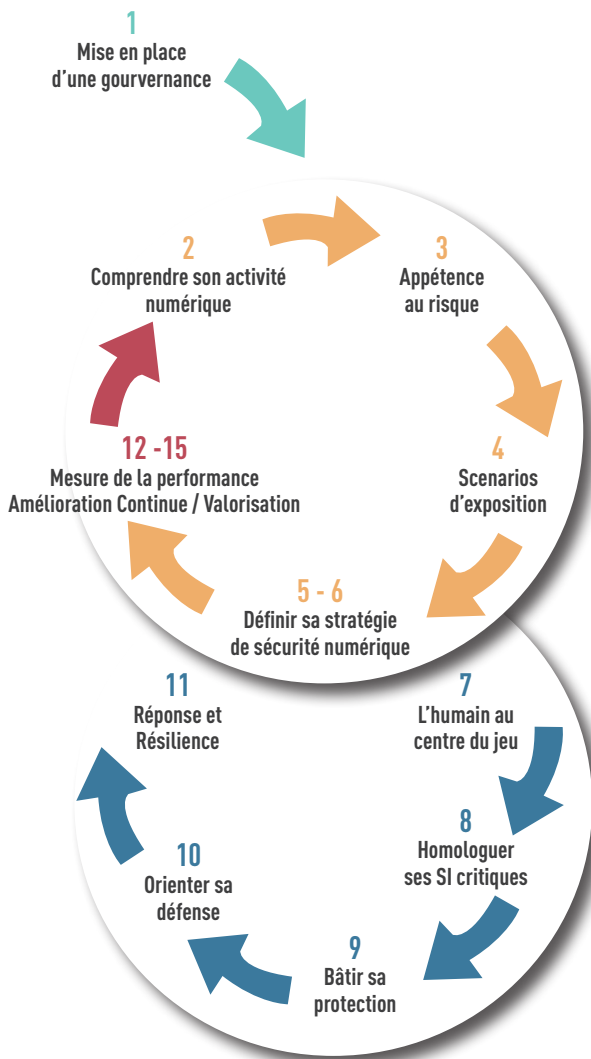 1
Mise en place
d’une gourvernance
2
Comprendre son activité
numérique
3
Appétence
au risque
4
Scenarios
d’exposition
5 - 6
Définir sa stratégie
de sécurité numérique
12 -15
Mesure de la performance
Amélioration Continue / Valorisation
7
L’humain au
centre du jeu
8
Homologuer
ses SI critiques
9
Bâtir sa
protection
10
Orienter sa
défense
11
Réponse et
Résilience